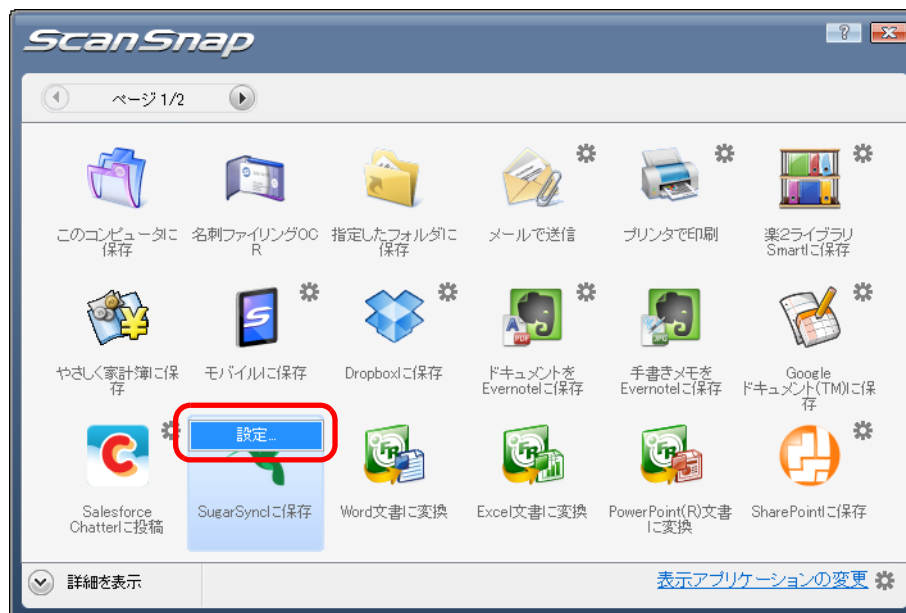 ScanSnap
ページ 1/2
このコンピュータに
保存
名刺ファイリングOC
R
指定したフォルダに
保存
メールで送信
プリンタで印刷
楽2ライブラリ
Smartに保存
やさしく家計簿に保
存
モバイルに保存
Dropboxに保存
ドキュメントを
Evernoteに保存
手書きメモを
Evernoteに保存
Google
ドキュメント(TM)に保
存
設定...
Salesforce
Chatterに投稿
SugarSyncに保存
Word文書に変換
Excel文書に変換
PowerPoint(R)文書
に変換
SharePointに保存
詳細を表示
表示アプリケーションの変更